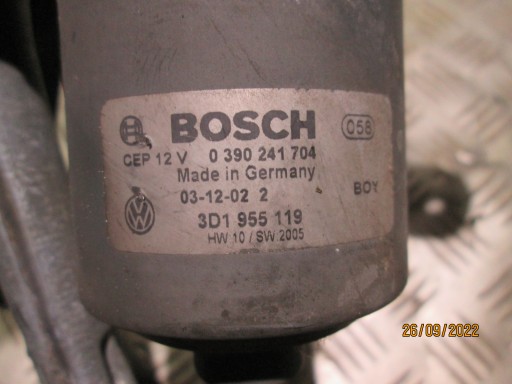 BOSCH 058
CEP 12 V 0 390 241 704
Made in Germany
03-12-02 2 BOY
3D1 955 119
HW 10 / SW 2005
26/09/2022